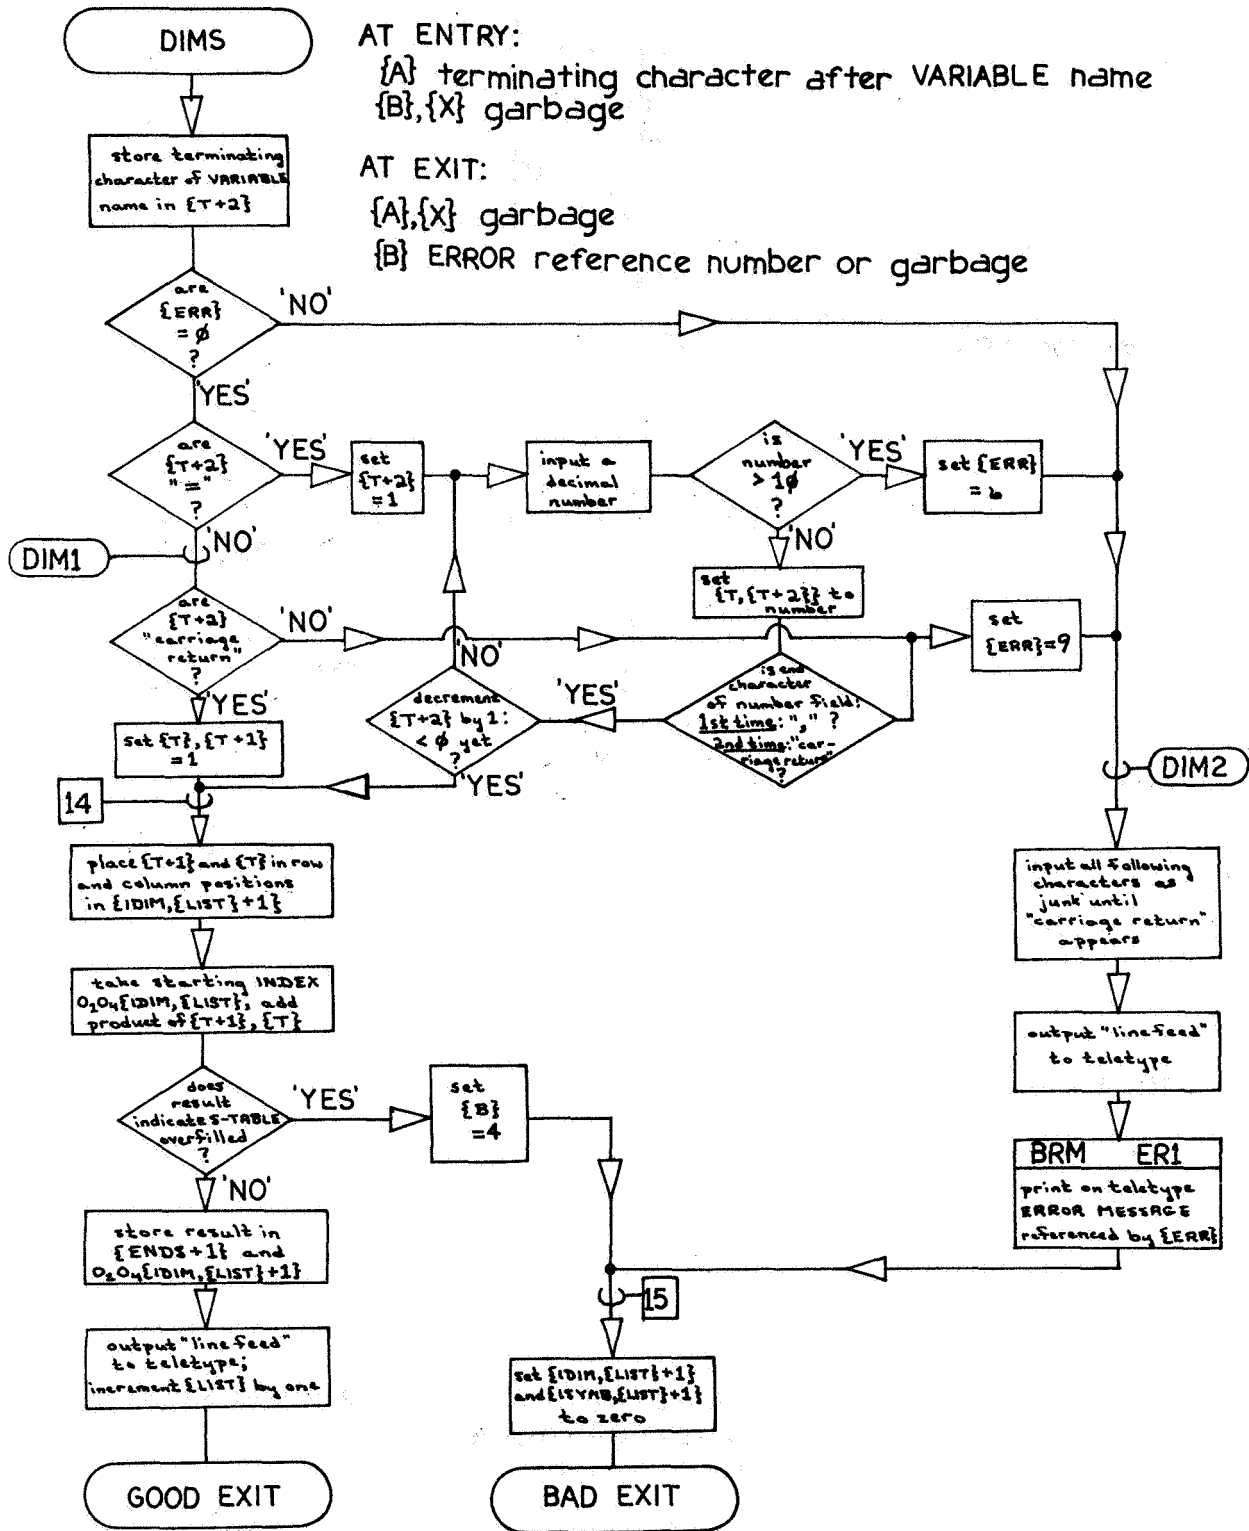 DIMS
AT ENTRY:
{A} terminating character after VARIABLE name
{B},{X} garbage
AT EXIT:
{A},{X} garbage
{B} ERROR reference number or garbage
store terminating
character of VARIABLE
name in {T+2}
are
{ERR}
= ∅
?
'NO'
'YES'
are
{T+2}
"="
?
'YES'
set
{T+2}
=1
input a
decimal
number
is
number
> 1∅
?
'YES'
set {ERR}
= 6
'NO'
'NO'
DIM1
set
{T,{T+2}} to
number
are
{T+2}
"carriage
return"
?
'NO'
set
{ERR}=9
'YES'
'NO'
decrement
{T+2} by 1:
< ∅ yet
?
'YES'
is end
character
of number field:
1st time: "," ?
2nd time: "car-
riage return"
?
set {T},{T+1}
=1
'YES'
14
DIM2
place {T+1} and {T} in row
and column positions
in {IDIM,{LIST}+1}
input all following
characters as
junk until
"carriage return"
appears
take starting INDEX
O₂O₄{IDIM,{LIST}, add
product of {T+1},{T}
output "line feed"
to teletype
does
result
indicate S-TABLE
overfilled
?
'YES'
set
{B}
=4
'NO'
BRM ER1
print on teletype
ERROR MESSAGE
referenced by {ERR}
store result in
{ENDS+1} and
O₂O₄{IDIM,{LIST}+1}
15
output "line feed"
to teletype;
increment {LIST} by one
set {IDIM,{LIST}+1}
and {ISYMB,{LIST}+1}
to zero
GOOD EXIT
BAD EXIT